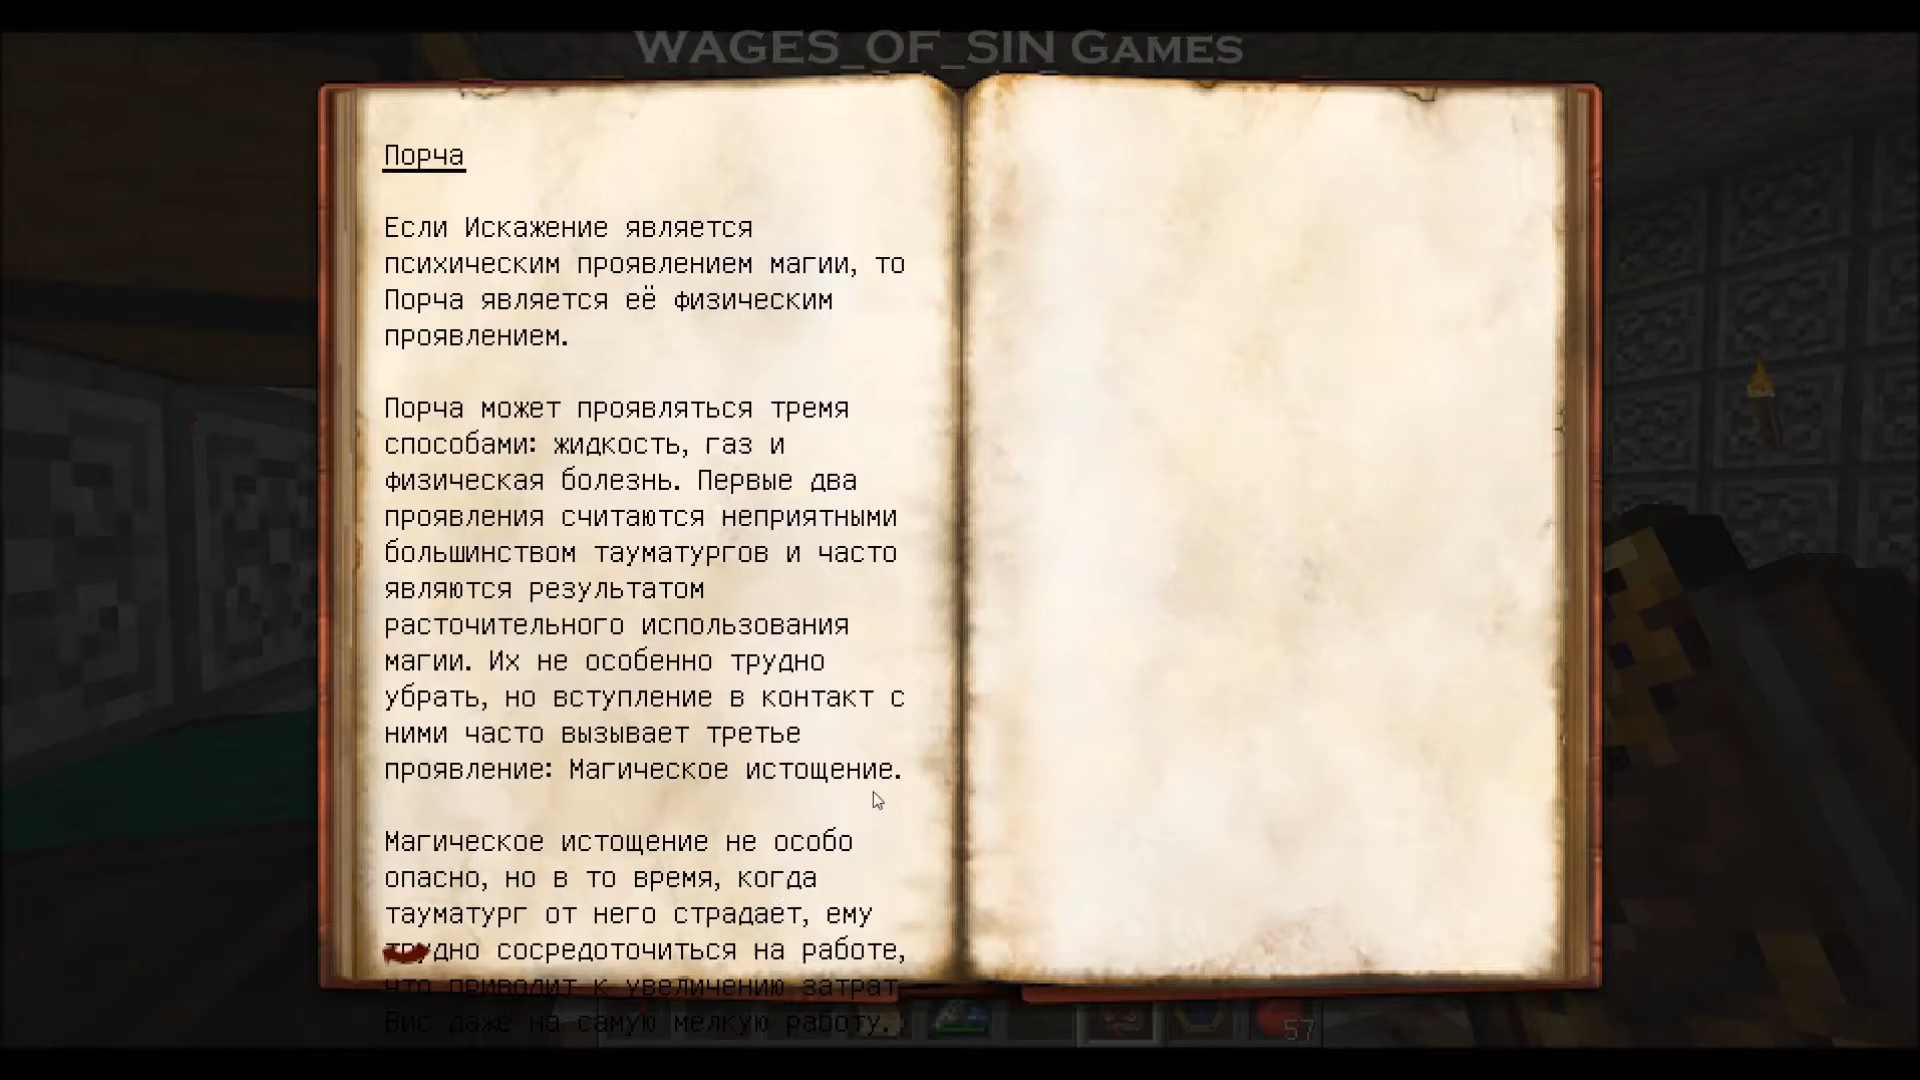 WAGES_OF_SIN GAMES
Порча
Если Искажение является
психическим проявлением магии, то
Порча является её физическим
проявлением.
Порча может проявляться тремя
способами: жидкость, газ и
физическая болезнь. Первые два
проявления считаются неприятными
большинством тауматургов и часто
являются результатом
расточительного использования
магии. Их не особенно трудно
убрать, но вступление в контакт с
ними часто вызывает третье
проявление: Магическое истощение.
Магическое истощение не особо
опасно, но в то время, когда
тауматург от него страдает, ему
трудно сосредоточиться на работе,
что приводит к увеличению затрат
Вис даже на самую мелкую работу.
57